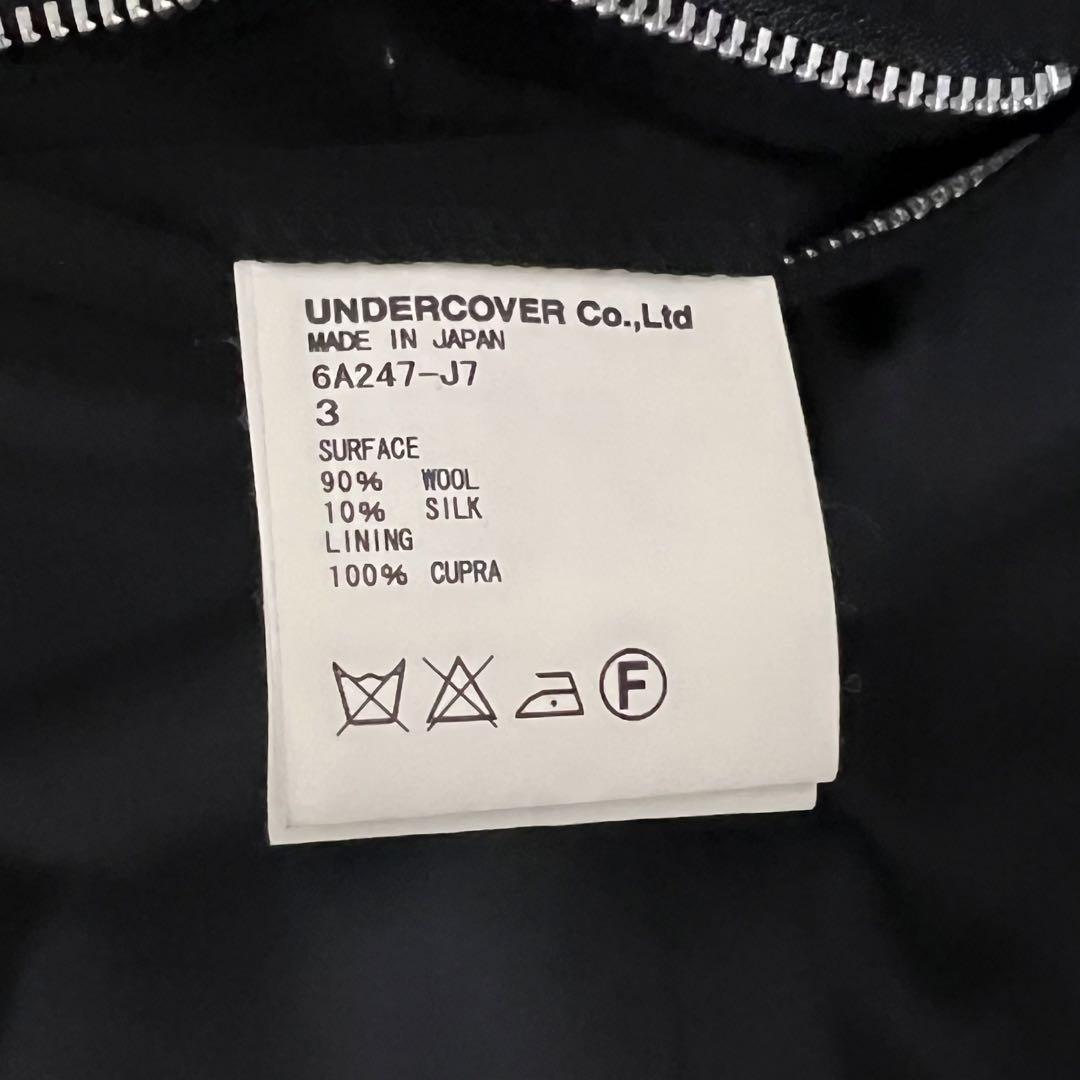 UNDERCOVER Co.,Ltd
MADE IN JAPAN
6A247-J7
3
SURFACE
90% WOOL
10% SILK
LINING
100% CUPRA
F